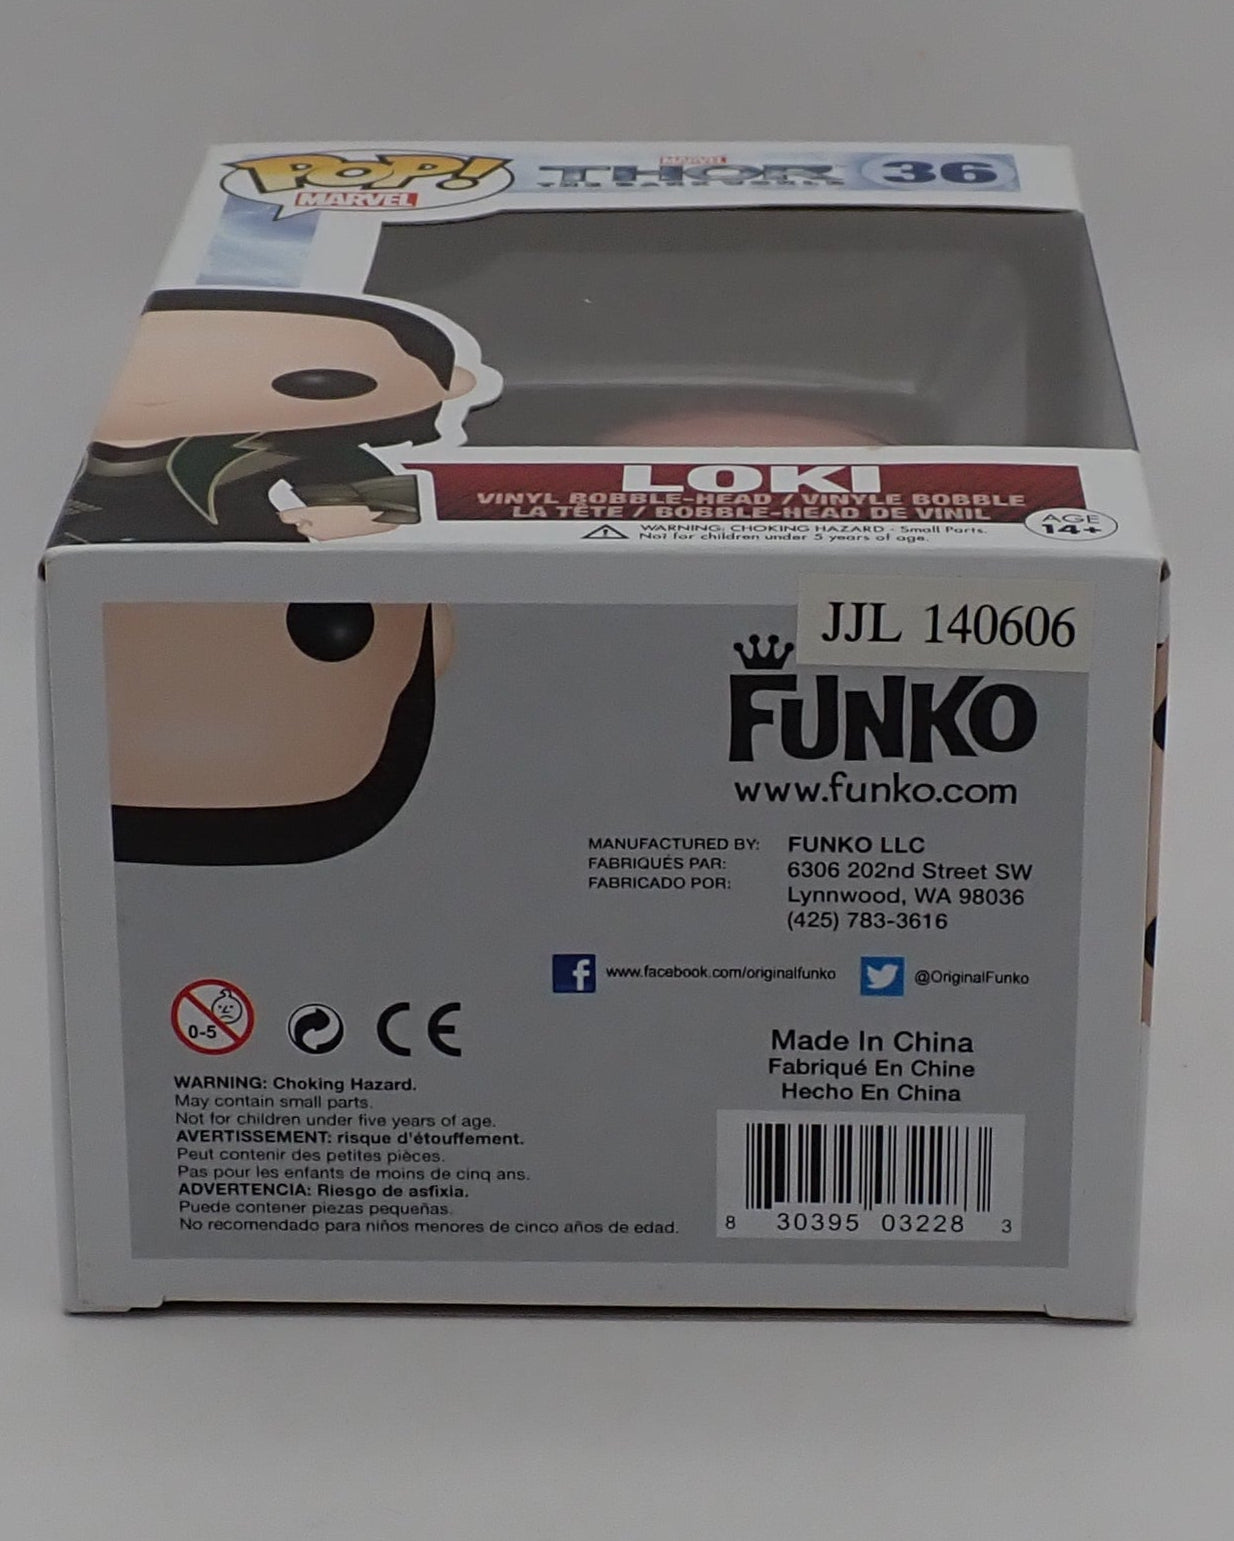 POP!
MARVEL
MARVEL
THOR
THE DARK WORLD
36
LOKI
VINYL BOBBLE-HEAD / VINYLE BOBBLE
LA TÊTE / BOBBLE-HEAD DE VINIL
WARNING: CHOKING HAZARD - Small Parts.
Not for children under 5 years of age.
AGE
14+
JJL 140606
FUNKO
www.funko.com
MANUFACTURED BY:
FABRIQUÉS PAR:
FABRICADO POR:
FUNKO LLC
6306 202nd Street SW
Lynnwood, WA 98036
(425) 783-3616
f www.facebook.com/originalfunko
@OriginalFunko
0-5
CE
WARNING: Choking Hazard.
May contain small parts.
Not for children under five years of age.
AVERTISSEMENT: risque d'étouffement.
Peut contenir des petites pièces.
Pas pour les enfants de moins de cinq ans.
ADVERTENCIA: Riesgo de asfixia.
Puede contener piezas pequeñas.
No recomendado para niños menores de cinco años de edad.
Made In China
Fabriqué En Chine
Hecho En China
8 30395 03228 3